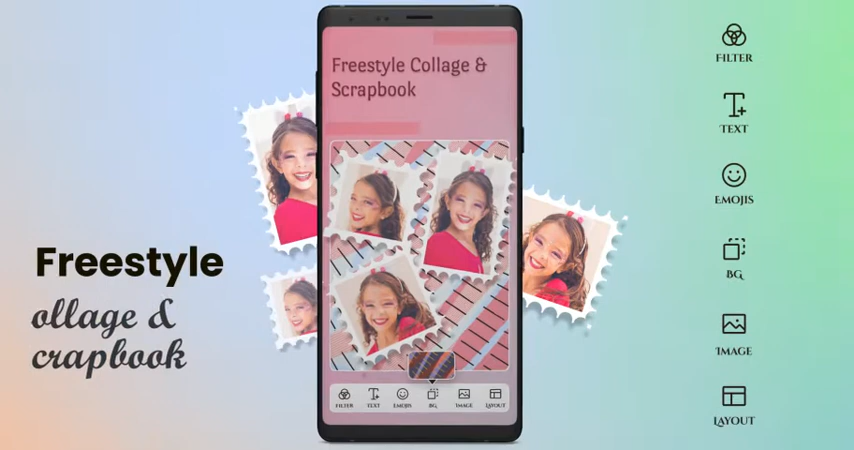 Freestyle Collage &
Scrapbook
Freestyle
ollage &
crapbook
FILTER
TEXT
EMOJIS
BG
IMAGE
LAYOUT
FILTER
TEXT
EMOJIS
BG
IMAGE
LAYOUT